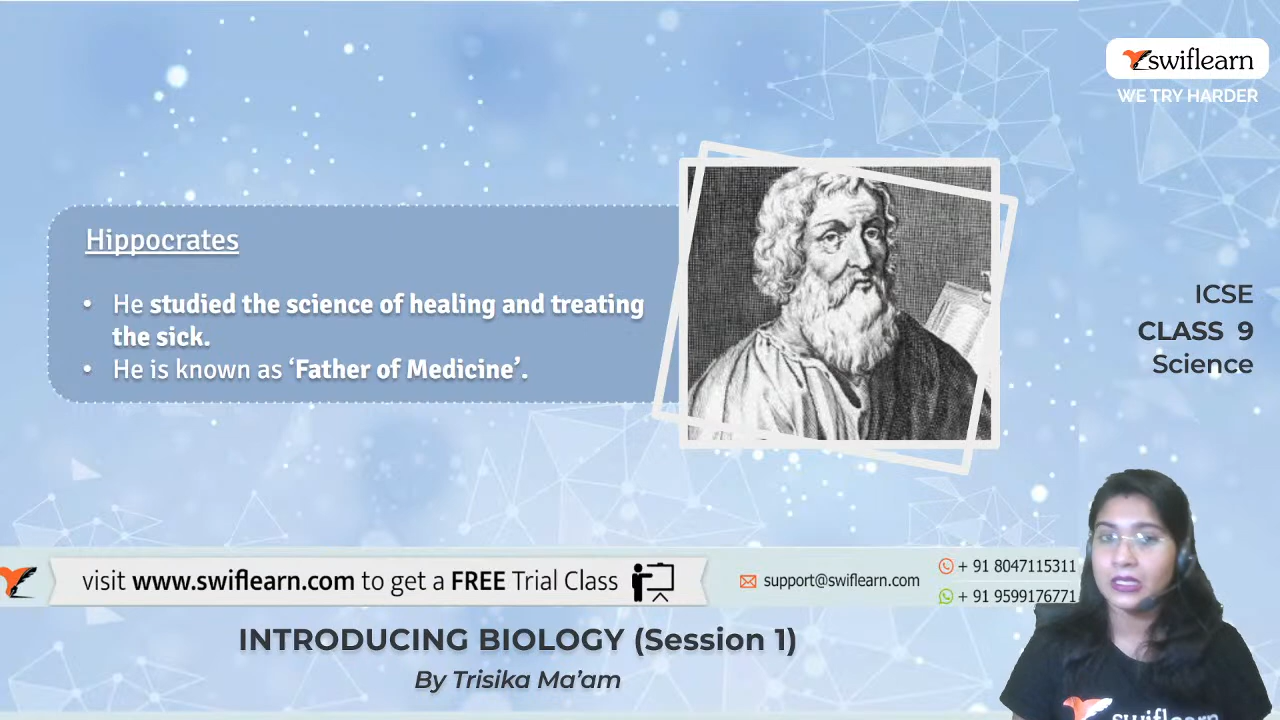 swiflearn
WE TRY HARDER
Hippocrates
• He studied the science of healing and treating
the sick.
• He is known as ‘Father of Medicine’.
ICSE
CLASS 9
Science
visit www.swiflearn.com to get a FREE Trial Class
support@swiflearn.com
+ 91 8047115311
+ 91 9599176771
INTRODUCING BIOLOGY (Session 1)
By Trisika Ma’am
swiflearn